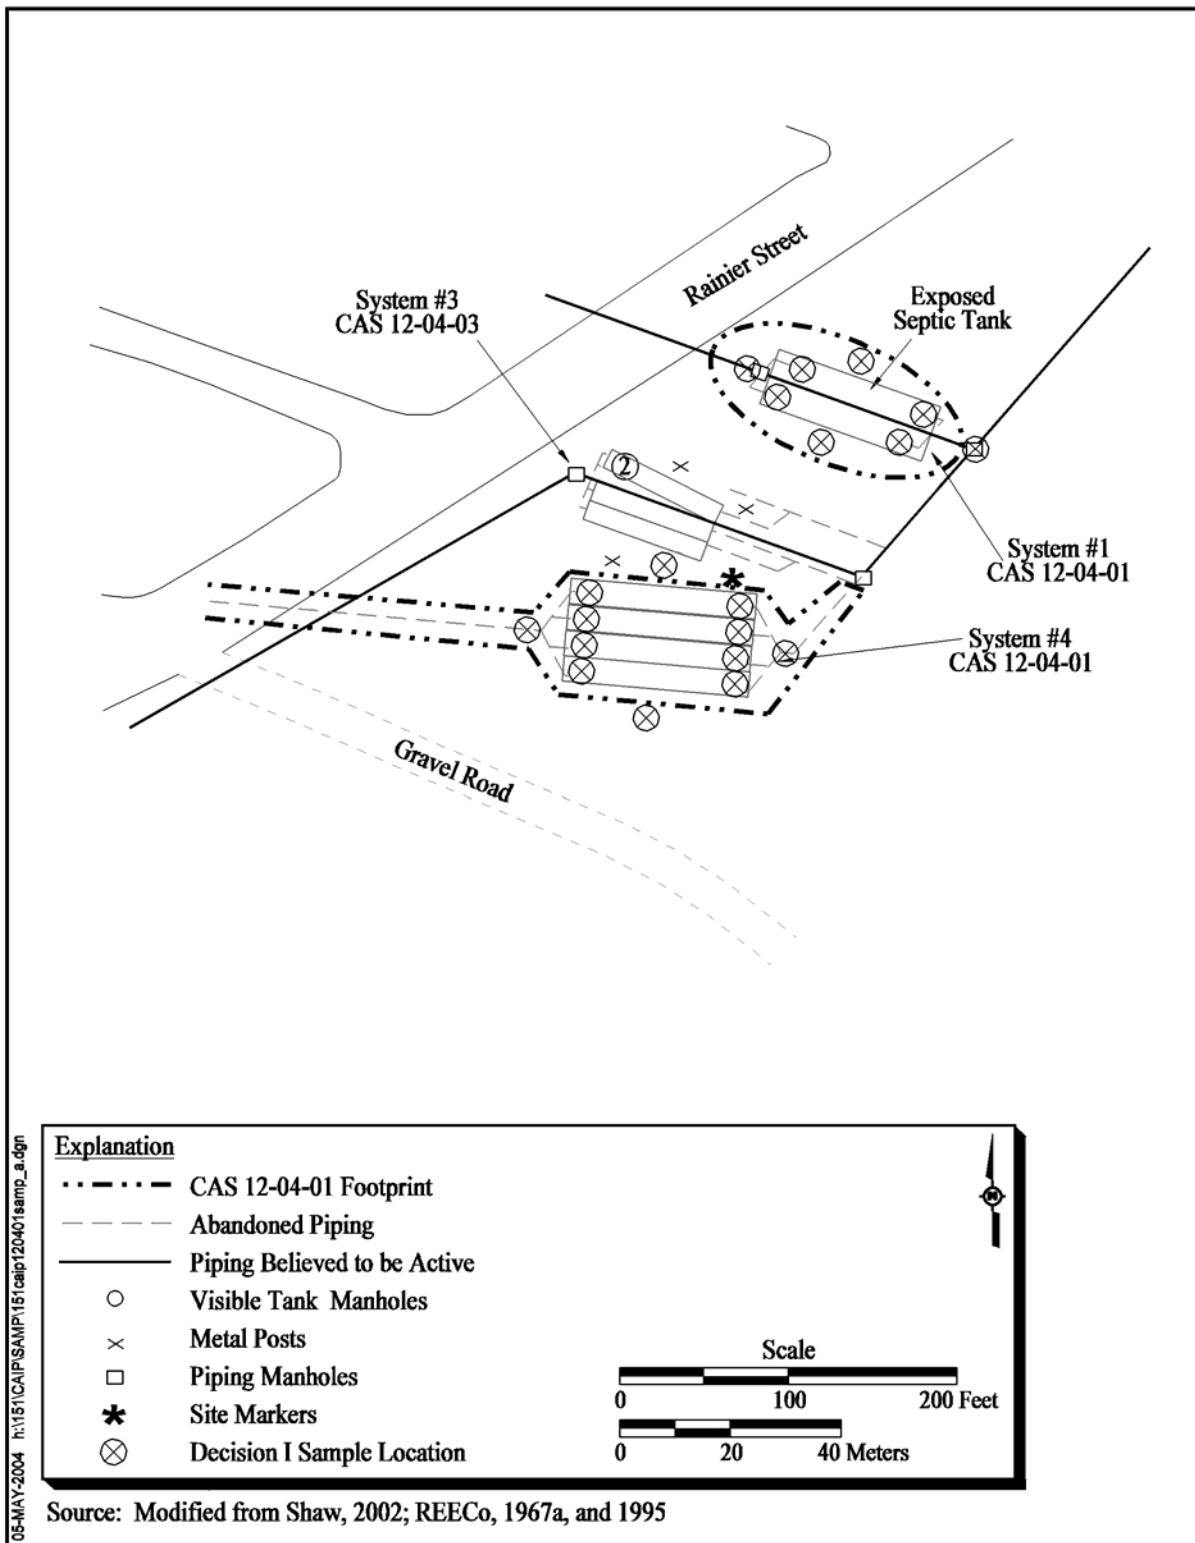 Rainier Street
System #3
CAS 12-04-03
Exposed
Septic Tank
2
System #1
CAS 12-04-01
System #4
CAS 12-04-01
Gravel Road
Explanation
CAS 12-04-01 Footprint
Abandoned Piping
Piping Believed to be Active
Visible Tank Manholes
Metal Posts
Piping Manholes
Site Markers
Decision I Sample Location
N
Scale
0 100 200 Feet
0 20 40 Meters
05-MAY-2004 h:\151\CAIP\SAMP\151caip120401samp_a.dgn
Source: Modified from Shaw, 2002; REECo, 1967a, and 1995